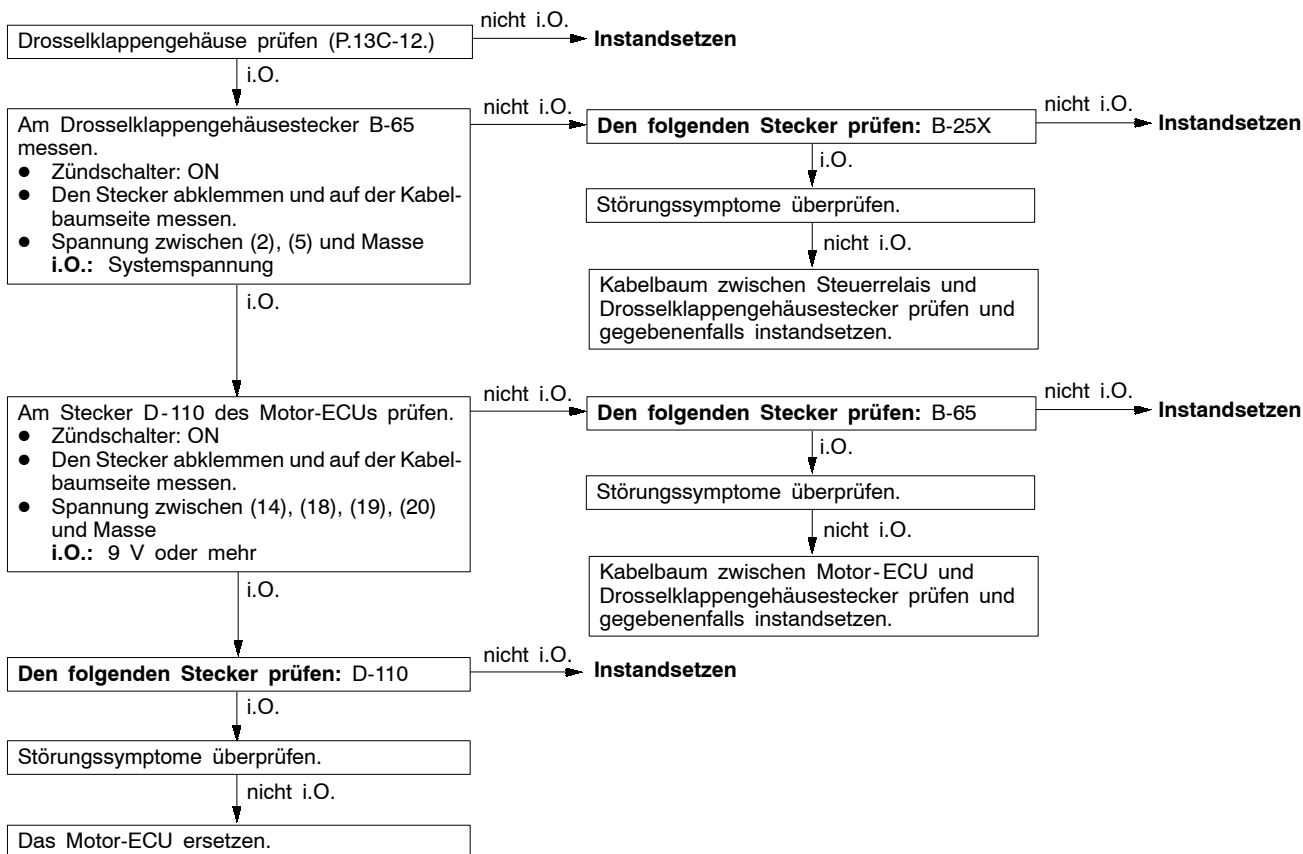 Drosselklappengehäuse prüfen (P.13C-12.)
nicht i.O.
Instandsetzen
i.O.
Am Drosselklappengehäusestecker B-65
messen.
● Zündschalter: ON
● Den Stecker abklemmen und auf der Kabel-
baumseite messen.
● Spannung zwischen (2), (5) und Masse
i.O.: Systemspannung
nicht i.O.
Den folgenden Stecker prüfen: B-25X
nicht i.O.
Instandsetzen
i.O.
Störungssymptome überprüfen.
nicht i.O.
Kabelbaum zwischen Steuerrelais und
Drosselklappengehäusestecker prüfen und
gegebenenfalls instandsetzen.
i.O.
Am Stecker D-110 des Motor-ECUs prüfen.
● Zündschalter: ON
● Den Stecker abklemmen und auf der Kabel-
baumseite messen.
● Spannung zwischen (14), (18), (19), (20)
und Masse
i.O.: 9 V oder mehr
nicht i.O.
Den folgenden Stecker prüfen: B-65
nicht i.O.
Instandsetzen
i.O.
Störungssymptome überprüfen.
nicht i.O.
Kabelbaum zwischen Motor-ECU und
Drosselklappengehäusestecker prüfen und
gegebenenfalls instandsetzen.
i.O.
Den folgenden Stecker prüfen: D-110
nicht i.O.
Instandsetzen
i.O.
Störungssymptome überprüfen.
nicht i.O.
Das Motor-ECU ersetzen.